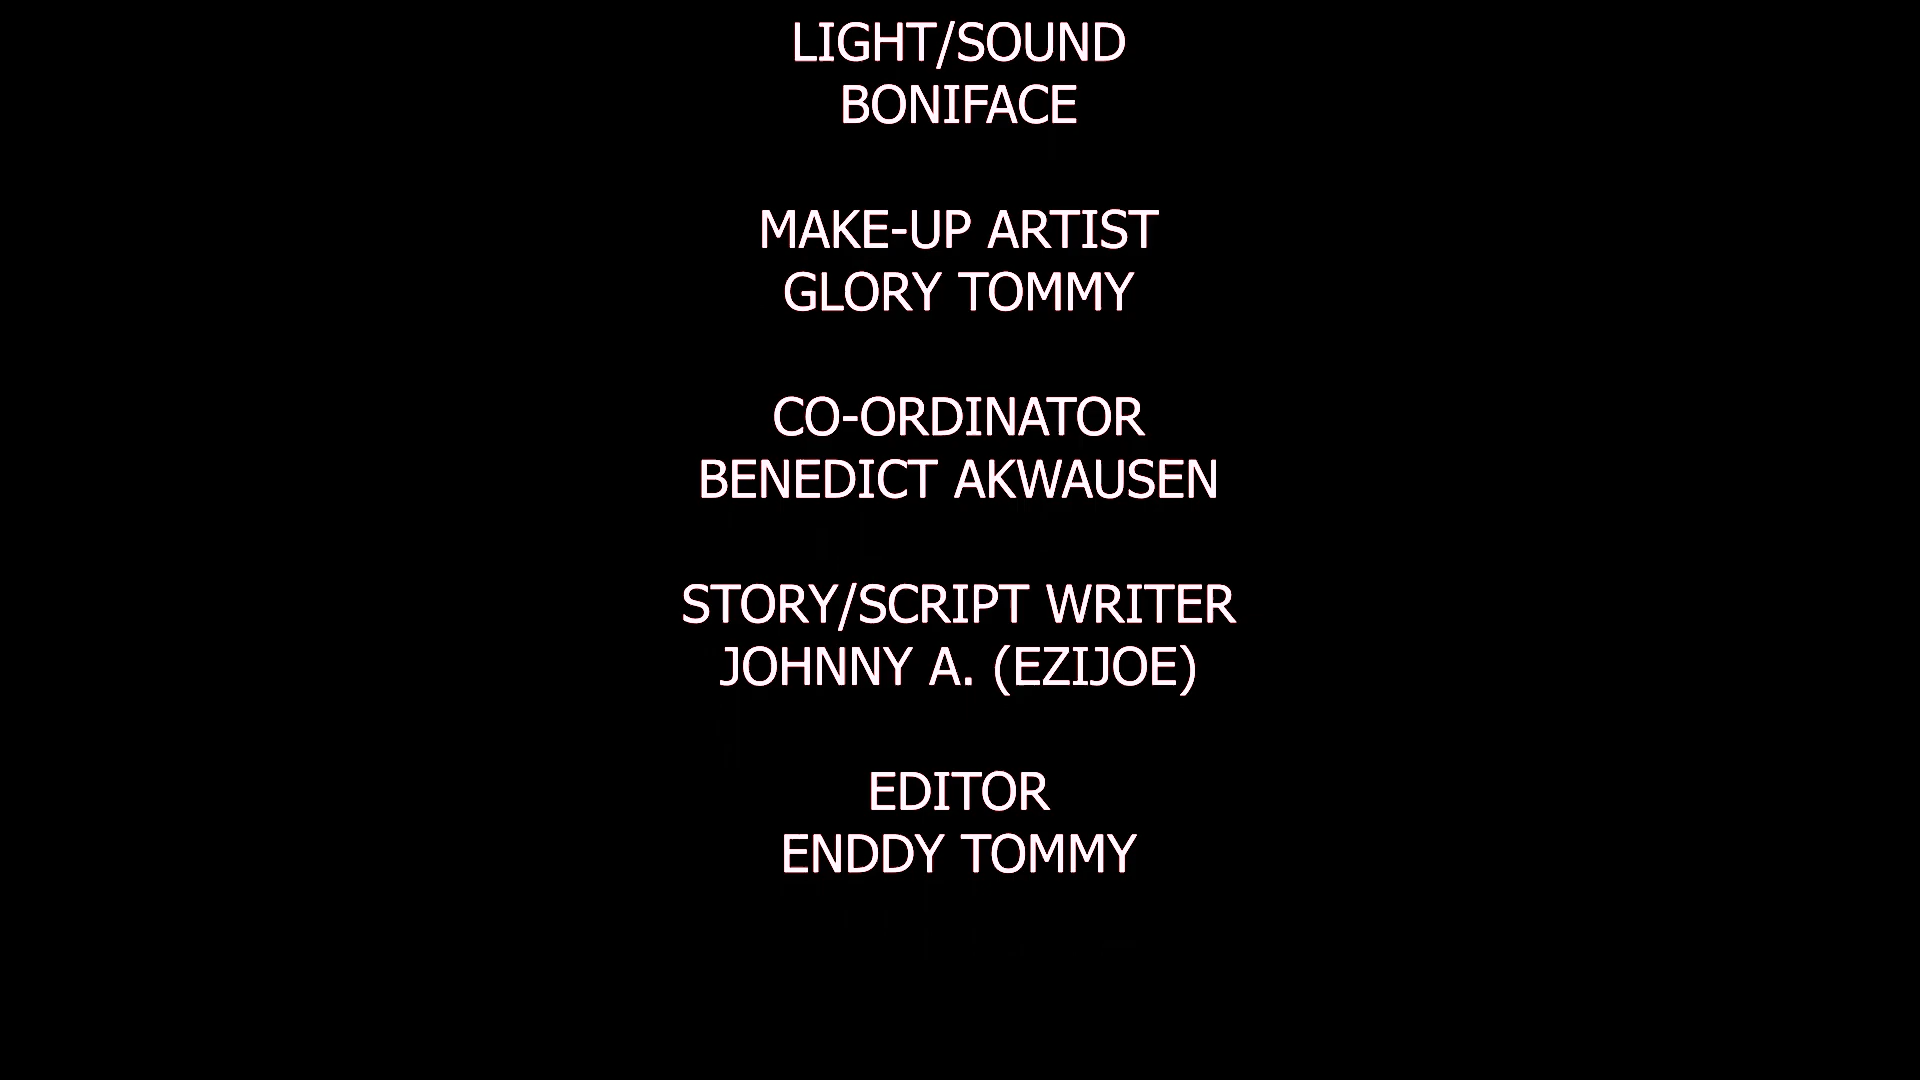 LIGHT/SOUND
BONIFACE
MAKE-UP ARTIST
GLORY TOMMY
CO-ORDINATOR
BENEDICT AKWAUSEN
STORY/SCRIPT WRITER
JOHNNY A. (EZIJOE)
EDITOR
ENDDY TOMMY